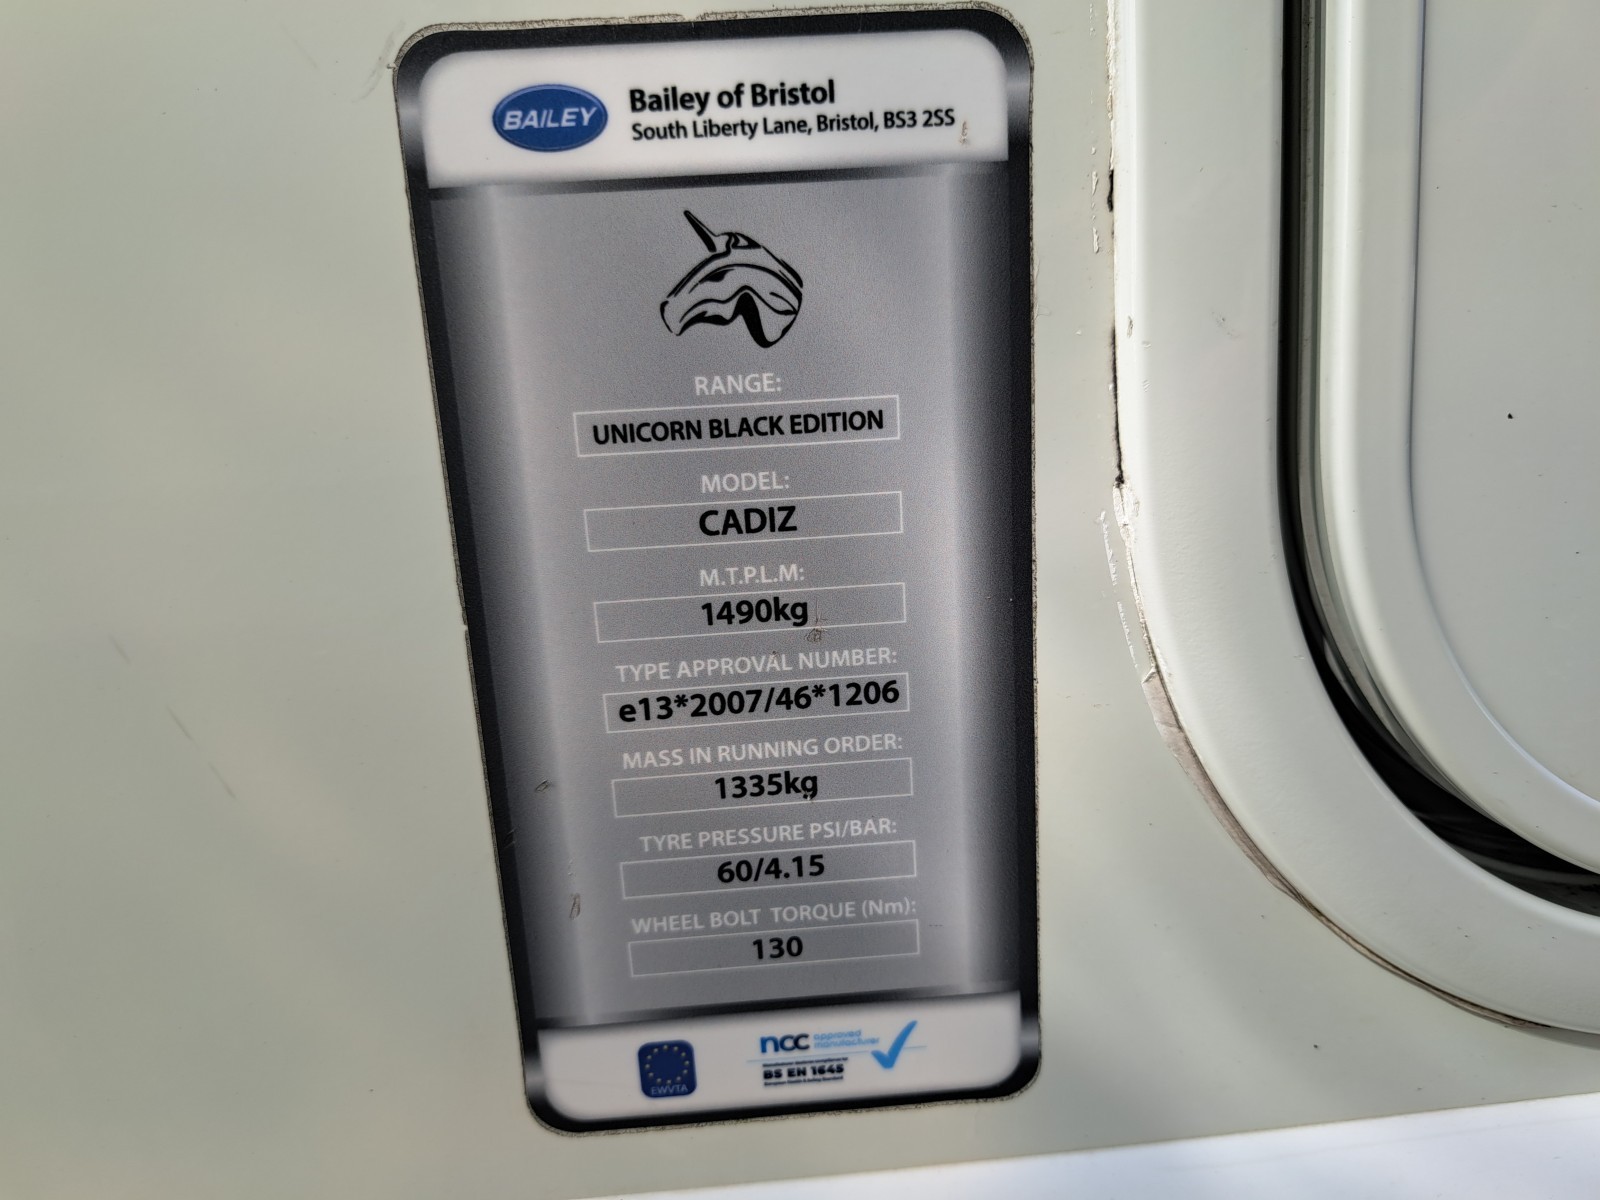 BAILEY
Bailey of Bristol
South Liberty Lane, Bristol, BS3 2SS
RANGE:
UNICORN BLACK EDITION
MODEL:
CADIZ
M.T.P.L.M:
1490kg
TYPE APPROVAL NUMBER:
e13*2007/46*1206
MASS IN RUNNING ORDER:
1335kg
TYRE PRESSURE PSI/BAR:
60/4.15
WHEEL BOLT TORQUE (Nm):
130
EWVTA
ncc approved
manufacturer
BS EN 1645